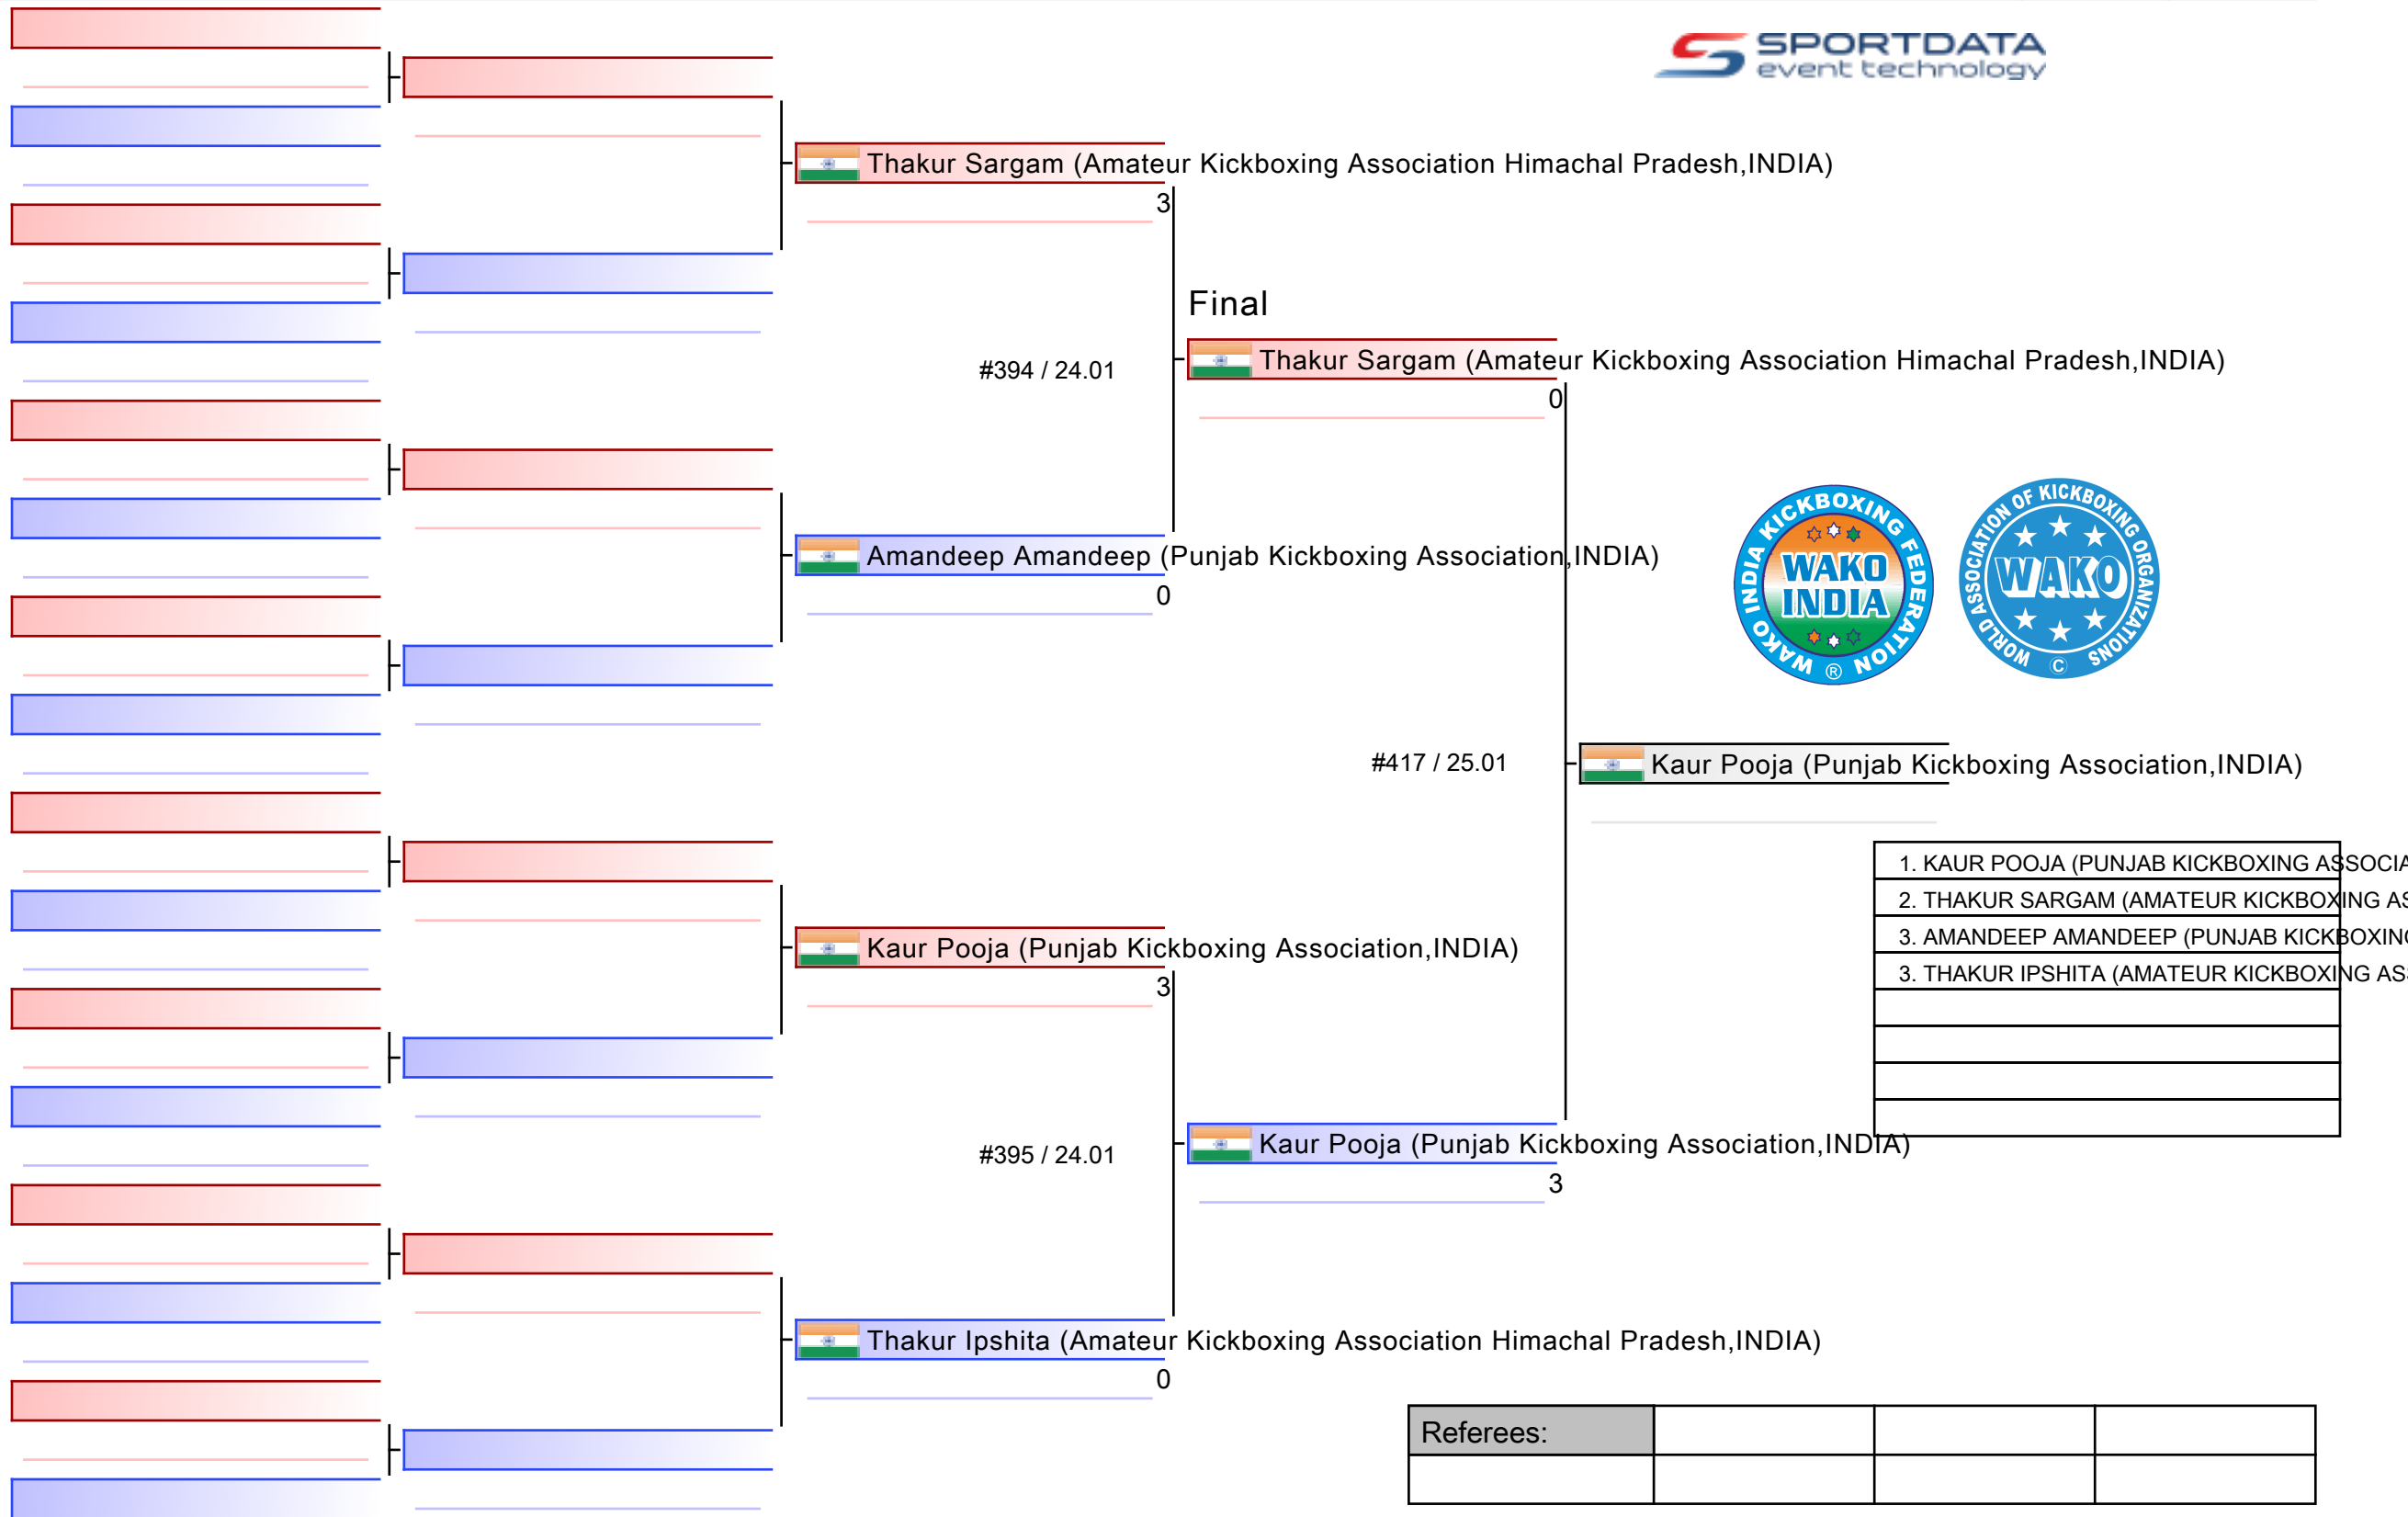 SPORTDATA
event technology
Thakur Sargam (Amateur Kickboxing Association Himachal Pradesh,INDIA)
3
Final
#394 / 24.01
Thakur Sargam (Amateur Kickboxing Association Himachal Pradesh,INDIA)
0
Amandeep Amandeep (Punjab Kickboxing Association,INDIA)
0
WAKO INDIA KICKBOXING FEDERATION
WAKO
INDIA
®
WORLD ASSOCIATION OF KICKBOXING ORGANIZATIONS
WAKO
©
#417 / 25.01
Kaur Pooja (Punjab Kickboxing Association,INDIA)
1. KAUR POOJA (PUNJAB KICKBOXING ASSOCIA
2. THAKUR SARGAM (AMATEUR KICKBOXING AS
3. AMANDEEP AMANDEEP (PUNJAB KICKBOXING
3. THAKUR IPSHITA (AMATEUR KICKBOXING AS
Kaur Pooja (Punjab Kickboxing Association,INDIA)
3
#395 / 24.01
Kaur Pooja (Punjab Kickboxing Association,INDIA)
3
Thakur Ipshita (Amateur Kickboxing Association Himachal Pradesh,INDIA)
0
Referees: